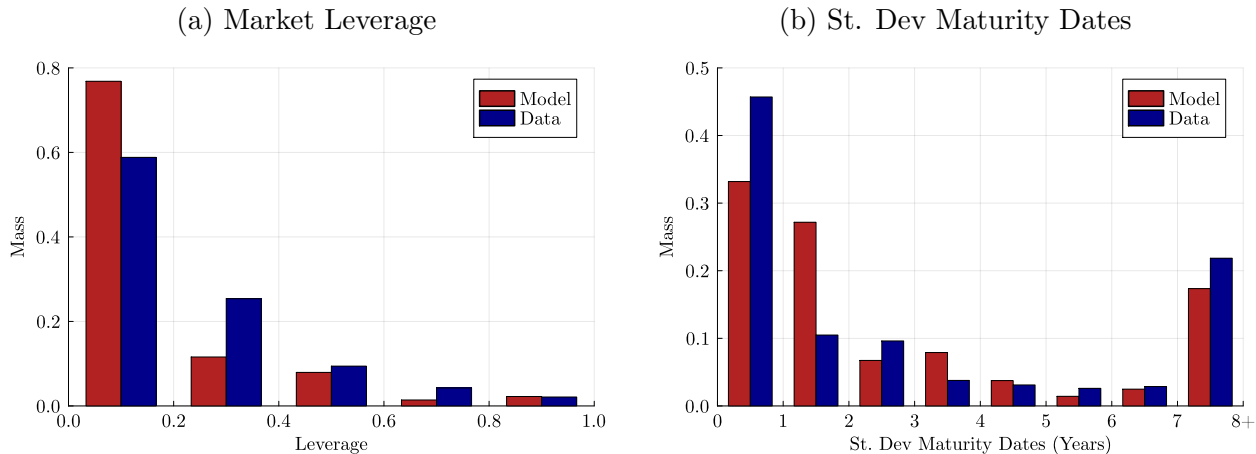 (a) Market Leverage
0.8
0.6
0.4
0.2
0.0
Mass
Model
Data
0.0 0.2 0.4 0.6 0.8 1.0
Leverage
(b) St. Dev Maturity Dates
0.5
0.4
0.3
0.2
0.1
0.0
Mass
Model
Data
0 1 2 3 4 5 6 7 8+
St. Dev Maturity Dates (Years)